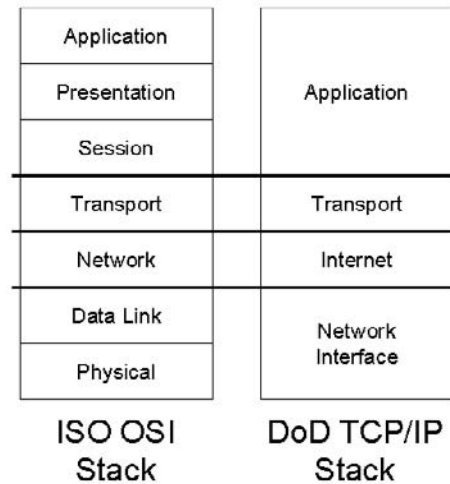 Application
Presentation
Session
Transport
Network
Data Link
Physical
ISO OSI
Stack
Application
Transport
Internet
Network
Interface
DoD TCP/IP
Stack